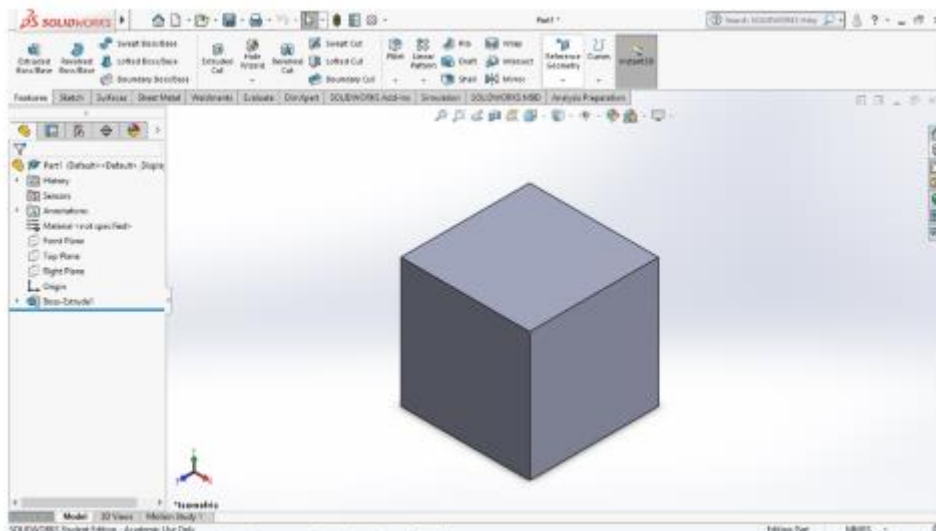 SOLIDWORKS
Part1 *
Search SOLIDWORKS Help
Extruded Boss/Base
Revolved Boss/Base
Swept Boss/Base
Lofted Boss/Base
Boundary Boss/Base
Extruded Cut
Hole Wizard
Revolved Cut
Swept Cut
Lofted Cut
Boundary Cut
Fillet
Linear Pattern
Rib
Draft
Shell
Wrap
Intersect
Mirror
Reference Geometry
Curves
Instant3D
Features Sketch Surfaces Sheet Metal Weldments Evaluate DimXpert SOLIDWORKS Add-Ins Simulation SOLIDWORKS MBD Analysis Preparation
Part1 (Default<<Default>_Display
History
Sensors
Annotations
Material <not specified>
Front Plane
Top Plane
Right Plane
Origin
Boss-Extrude1
*Isometric
Model 3D Views Motion Study 1
SOLIDWORKS Student Edition - Academic Use Only
Editing Part
MMGS